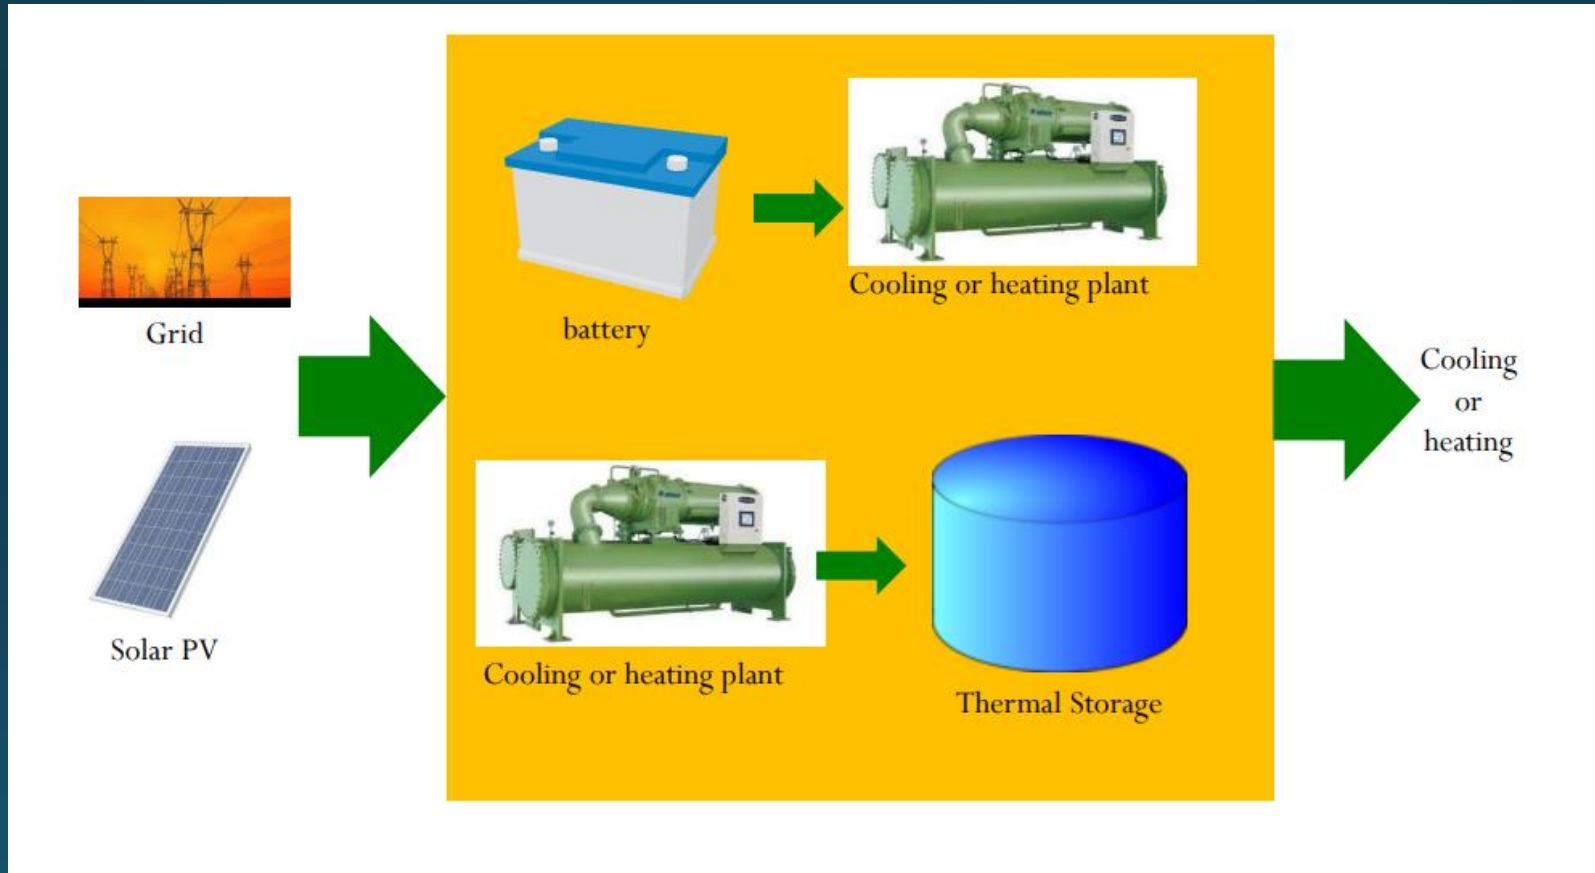 Grid
Solar PV
battery
Cooling or heating plant
Cooling or heating plant
Thermal Storage
Cooling
or
heating